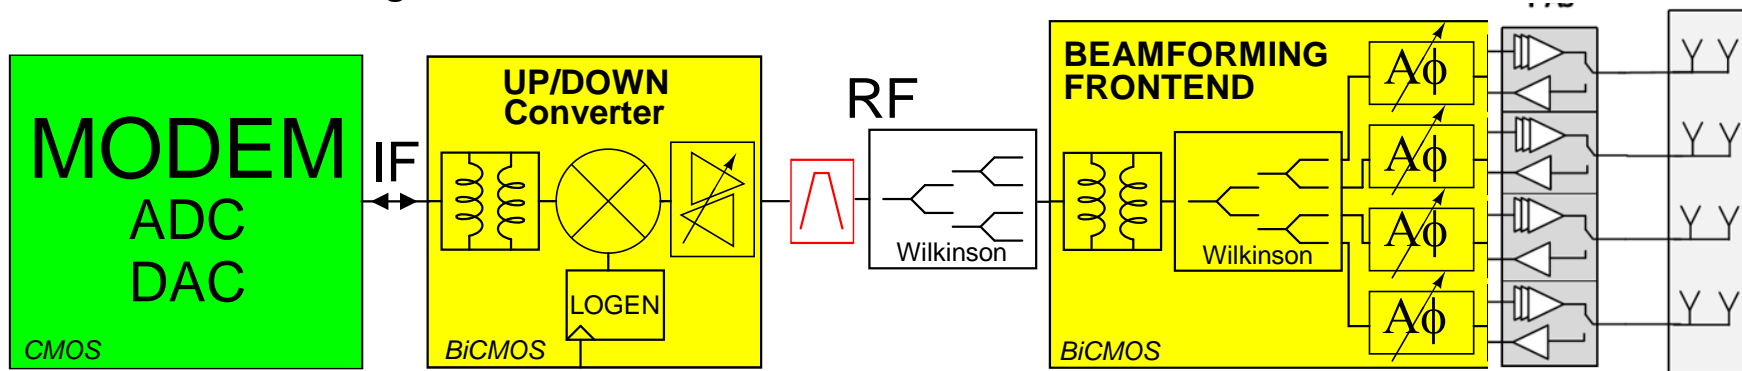 MODEM
ADC
DAC
CMOS
IF
UP/DOWN
Converter
LOGEN
BiCMOS
RF
Wilkinson
BEAMFORMING
FRONTEND
Wilkinson
Aϕ
Aϕ
Aϕ
Aϕ
BiCMOS